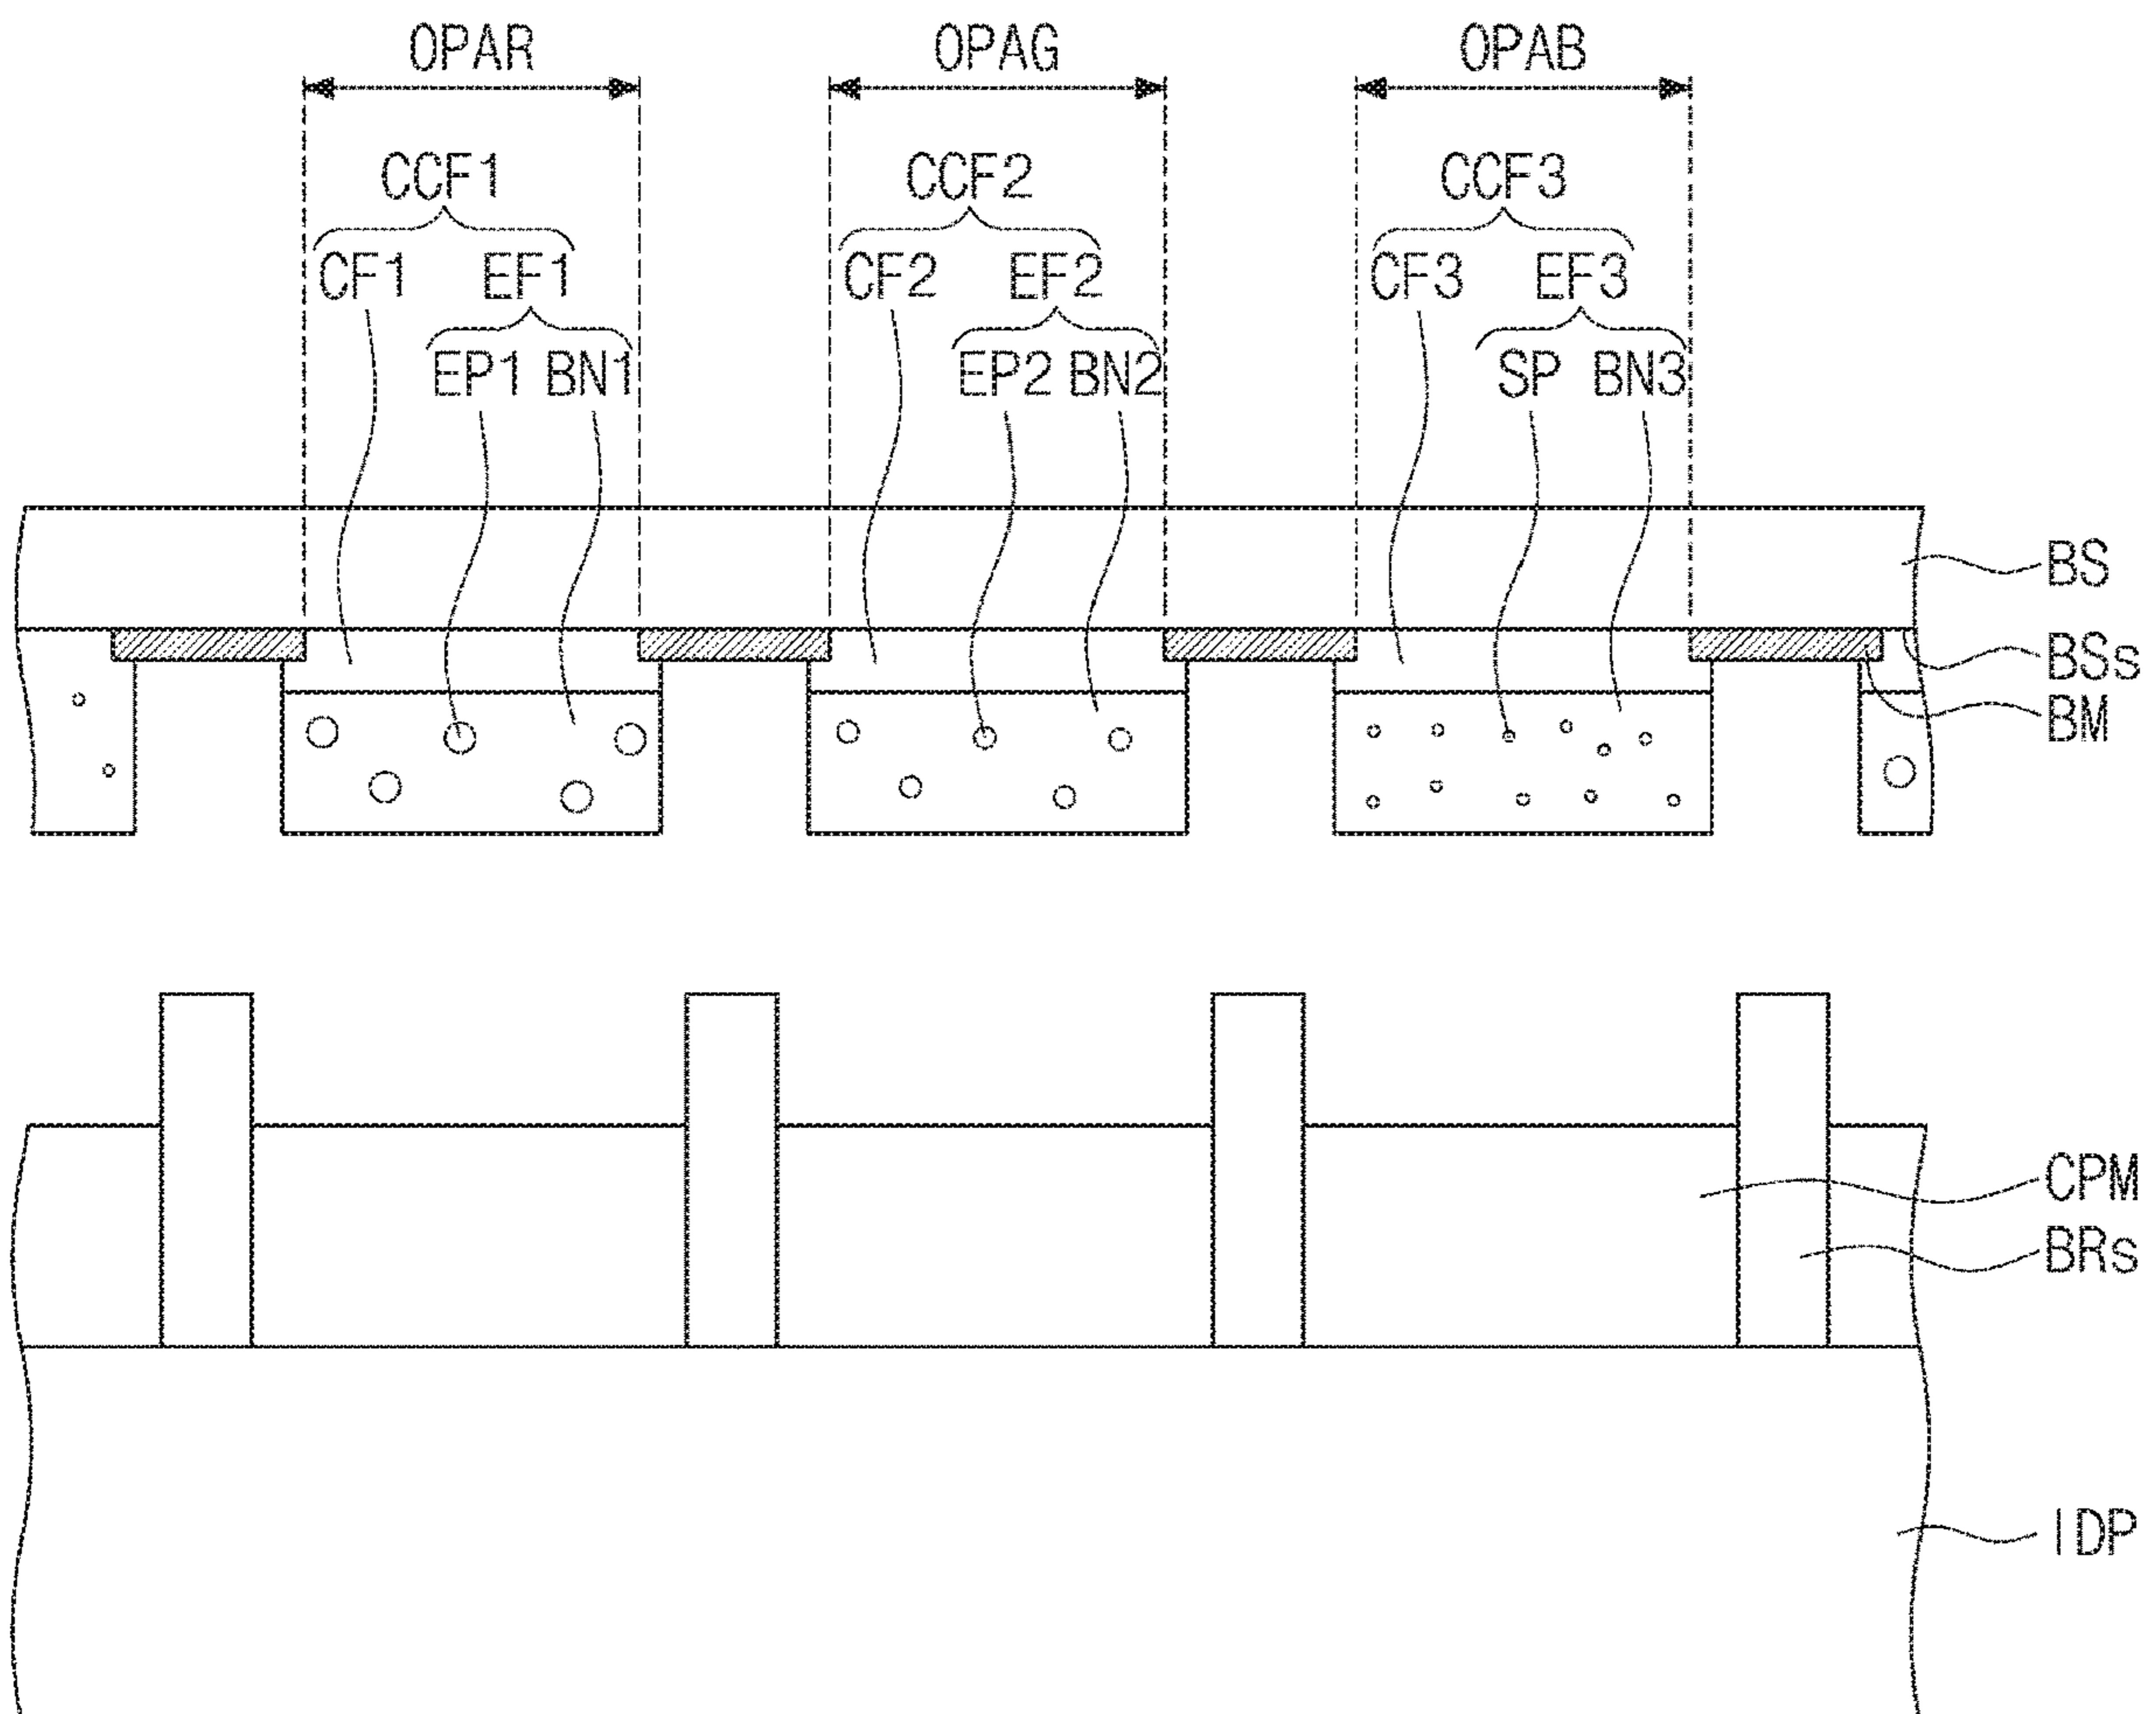 OPAR OPAG OPAB
CCF1 CCF2 CCF3
CF1 EF1 CF2 EF2 CF3 EF3
EP1 BN1 EP2 BN2 SP BN3
BS
BSs
BM
CPM
BRs
IDP